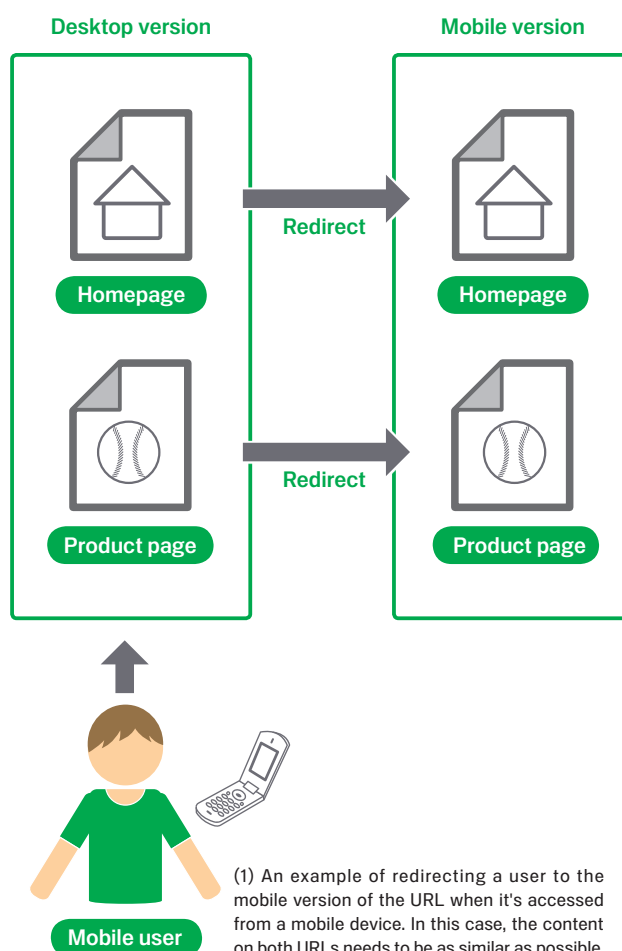 Desktop version
Mobile version
Redirect
Homepage
Homepage
Redirect
Product page
Product page
(1) An example of redirecting a user to the
mobile version of the URL when it's accessed
from a mobile device. In this case, the content
on both URLs needs to be as similar as possible.
Mobile user